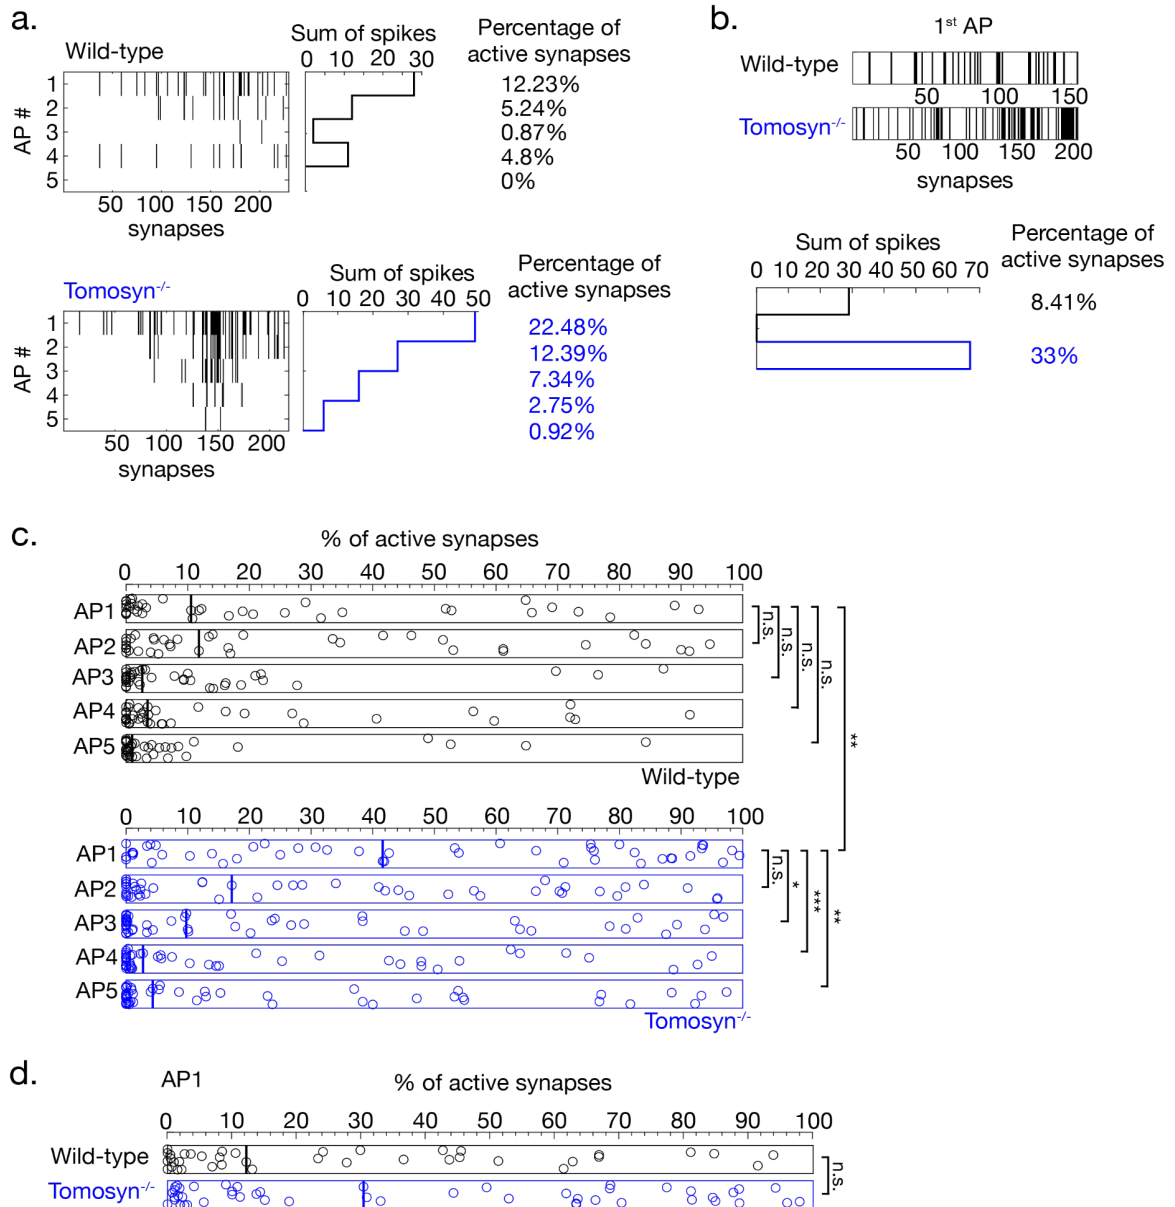 a.
Wild-type
Sum of spikes
0 10 20 30
Percentage of
active synapses
AP #
1
2
3
4
5
12.23%
5.24%
0.87%
4.8%
0%
50 100 150 200
synapses
Tomosyn-/-
Sum of spikes
0 10 20 30 40 50
Percentage of
active synapses
AP #
1
2
3
4
5
22.48%
12.39%
7.34%
2.75%
0.92%
50 100 150 200
synapses
b.
1st AP
Wild-type
50 100 150
Tomosyn-/-
50 100 150 200
synapses
Sum of spikes
0 10 20 30 40 50 60 70
Percentage of
active synapses
8.41%
33%
c.
% of active synapses
0 10 20 30 40 50 60 70 80 90 100
AP1
AP2
AP3
AP4
AP5
n.s.
n.s.
n.s.
n.s.
**
Wild-type
0 10 20 30 40 50 60 70 80 90 100
AP1
AP2
AP3
AP4
AP5
n.s.
*
***
**
Tomosyn-/-
d.
AP1
% of active synapses
0 10 20 30 40 50 60 70 80 90 100
Wild-type
Tomosyn-/-
n.s.